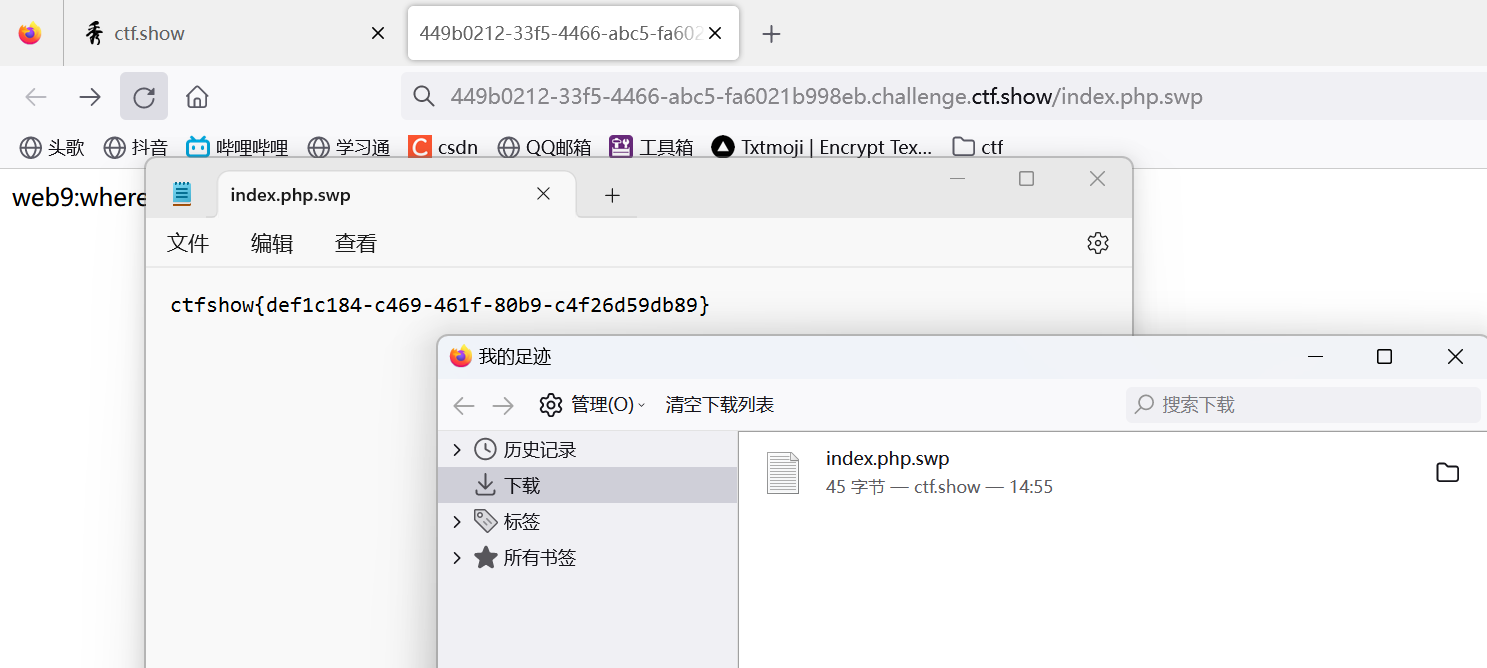 ctf.show
449b0212-33f5-4466-abc5-fa602
449b0212-33f5-4466-abc5-fa6021b998eb.challenge.ctf.show/index.php.swp
头歌 抖音 哔哩哔哩 学习通 csdn QQ邮箱 工具箱 Txtmoji | Encrypt Tex... ctf
web9:where
index.php.swp
文件 编辑 查看
ctfshow{def1c184-c469-461f-80b9-c4f26d59db89}
我的足迹
管理(O) 清空下载列表 搜索下载
历史记录
下载
标签
所有书签
index.php.swp
45 字节 — ctf.show — 14:55